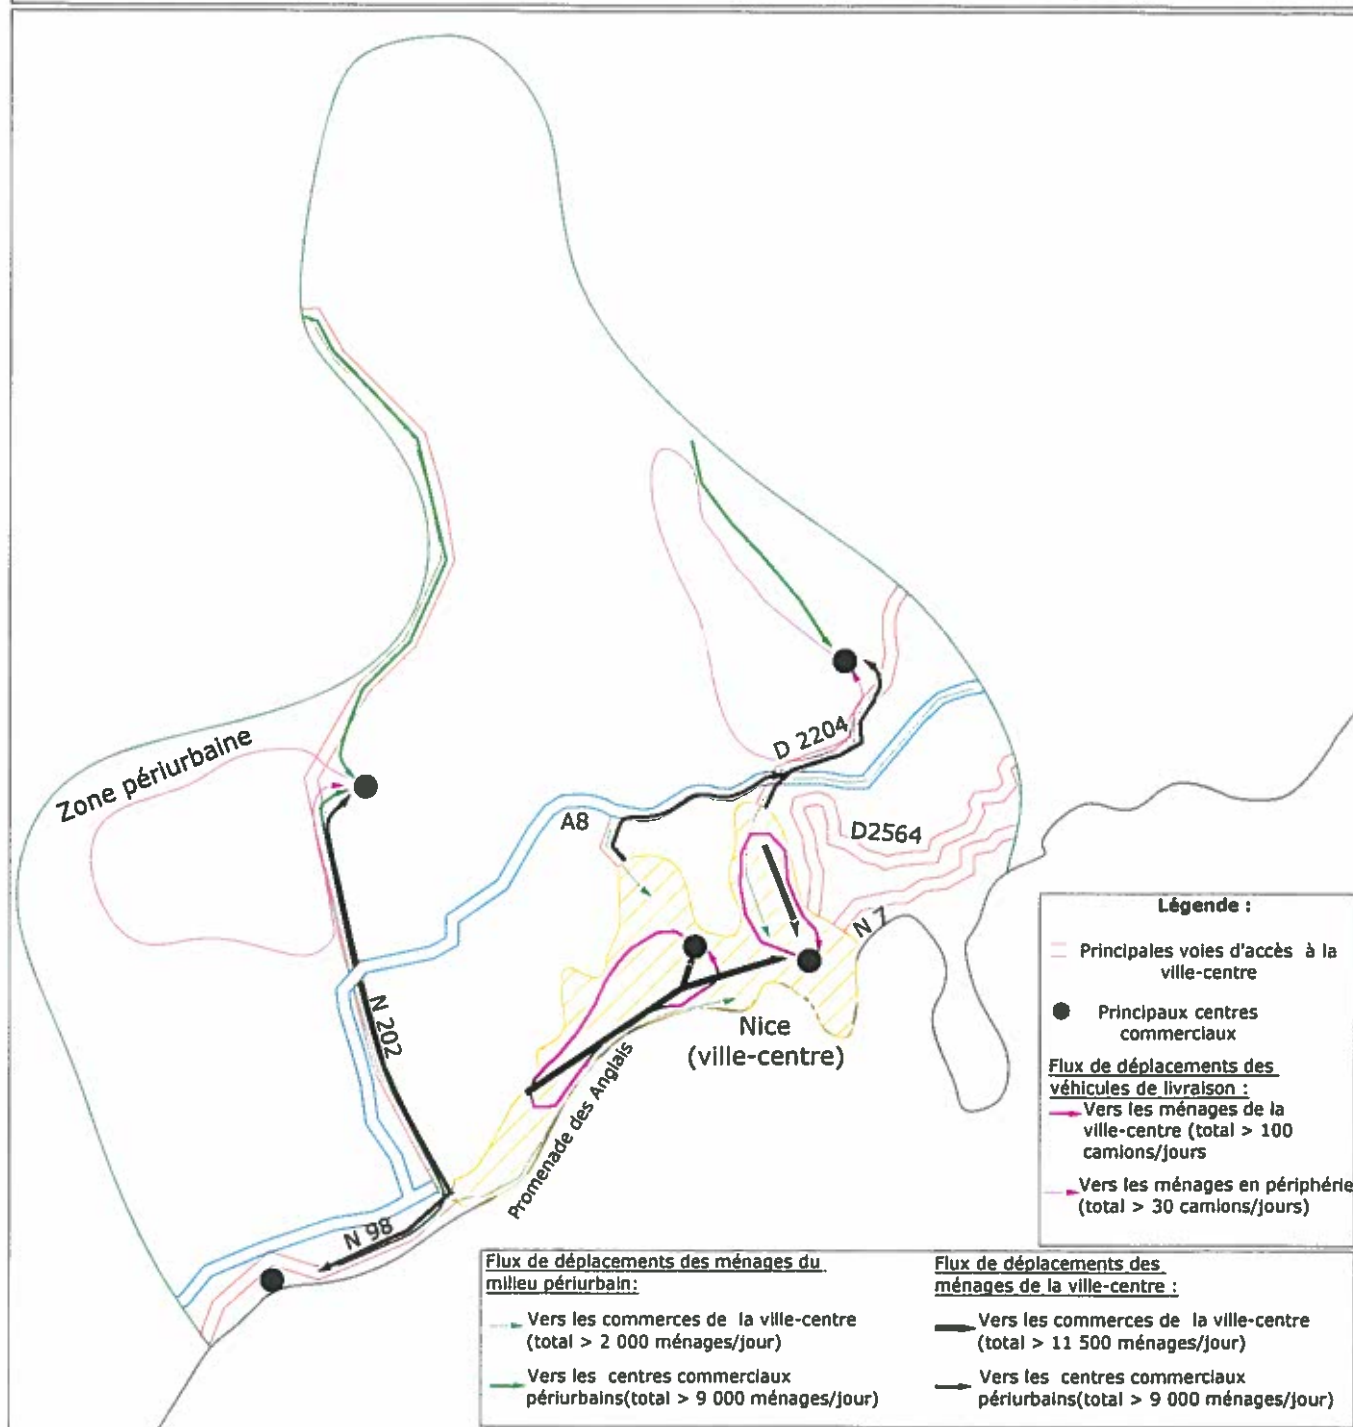 Zone périurbaine
D 2204
A8
D2564
N 7
N 202
Nice
(ville-centre)
Promenade des Anglais
N 98
Légende :
Principales voies d'accès à la
ville-centre
Principaux centres
commerciaux
Flux de déplacements des
véhicules de livraison :
Vers les ménages de la
ville-centre (total > 100
camions/jours
Vers les ménages en périphérie
(total > 30 camions/jours)
Flux de déplacements des ménages du
milieu périurbain:
Vers les commerces de la ville-centre
(total > 2 000 ménages/jour)
Vers les centres commerciaux
périurbains(total > 9 000 ménages/jour)
Flux de déplacements des
ménages de la ville-centre :
Vers les commerces de la ville-centre
(total > 11 500 ménages/jour)
Vers les centres commerciaux
périurbains(total > 9 000 ménages/jour)